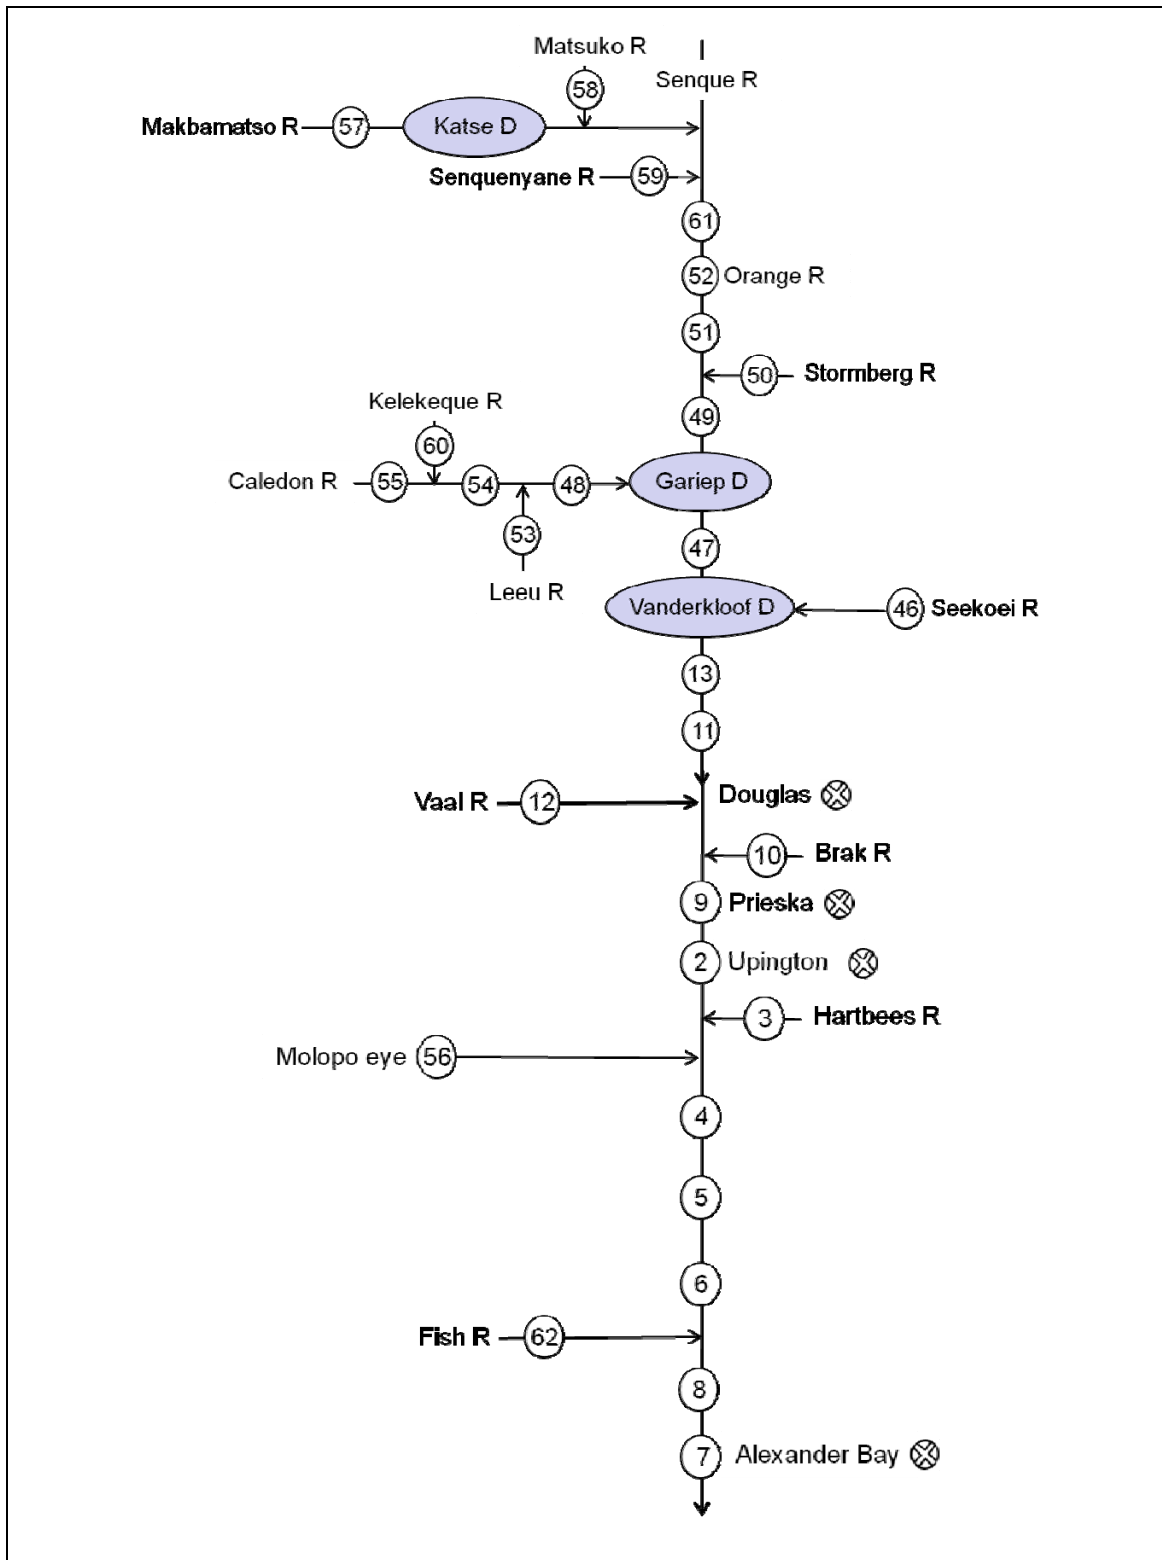 Matsuko R
Senque R
58
Makbamatso R 57 Katse D
Senquenyane R 59
61
52 Orange R
51
50 Stormberg R
Kelekeque R
49
60
Caledon R 55 54 48 Gariep D
53
47
Leeu R
Vanderkloof D 46 Seekoei R
13
11
Vaal R 12 Douglas
10 Brak R
9 Prieska
2 Upington
3 Hartbees R
Molopo eye 56
4
5
6
Fish R 62
8
7 Alexander Bay